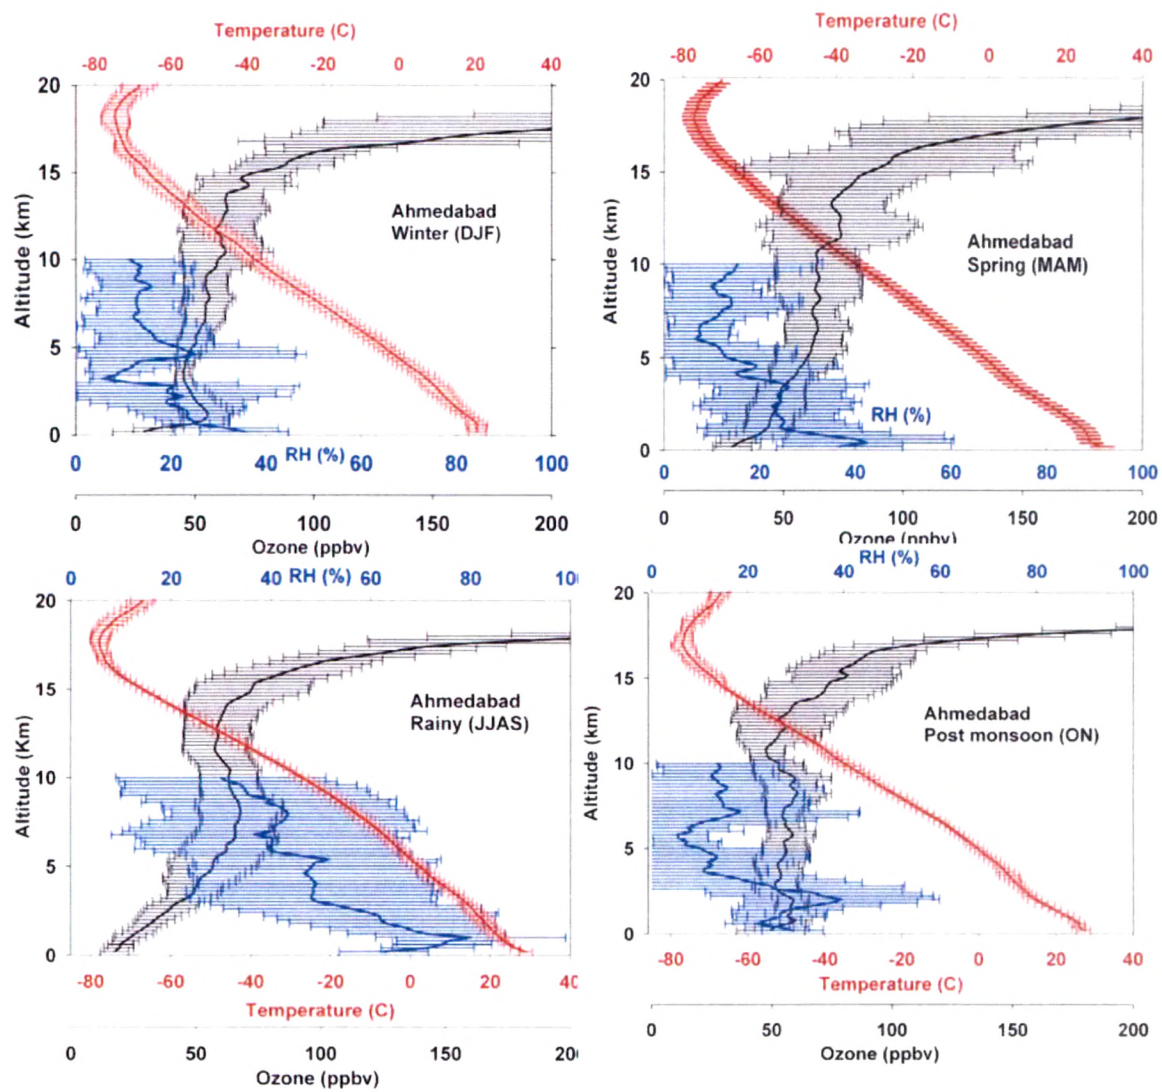 Temperature (C)
-80 -60 -40 -20 0 20 40
20
15
10
5
0
Altitude (km)
Ahmedabad
Winter (DJF)
0 20 RH (%) 40 60 80 100
0 50 100 150 200
Ozone (ppbv)
Temperature (C)
-80 -60 -40 -20 0 20 40
20
15
10
5
0
Altitude (km)
Ahmedabad
Spring (MAM)
RH (%)
0 20 40 60 80 100
0 50 100 150 200
Ozone (ppbv)
0 20 40 RH (%) 60 80 100
20
15
10
5
0
Altitude (Km)
Ahmedabad
Rainy (JJAS)
-80 -60 -40 -20 0 20 40
Temperature (C)
0 50 100 150 200
Ozone (ppbv)
RH (%)
0 20 40 60 80 100
20
15
10
5
0
Altitude (km)
Ahmedabad
Post monsoon (ON)
-80 -60 -40 -20 0 20 40
Temperature (C)
0 50 100 150 200
Ozone (ppbv)